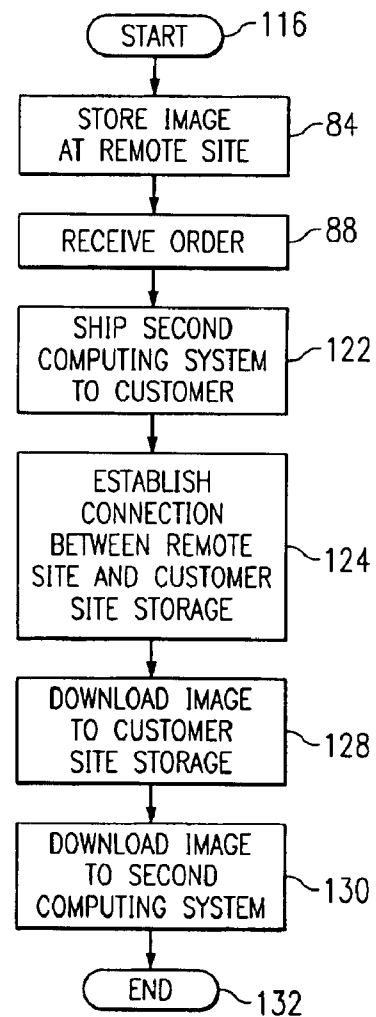 START
116
STORE IMAGE
AT REMOTE SITE
84
RECEIVE ORDER
88
SHIP SECOND
COMPUTING SYSTEM
TO CUSTOMER
122
ESTABLISH
CONNECTION
BETWEEN REMOTE
SITE AND CUSTOMER
SITE STORAGE
124
DOWNLOAD IMAGE
TO CUSTOMER
SITE STORAGE
128
DOWNLOAD IMAGE
TO SECOND
COMPUTING SYSTEM
130
END
132